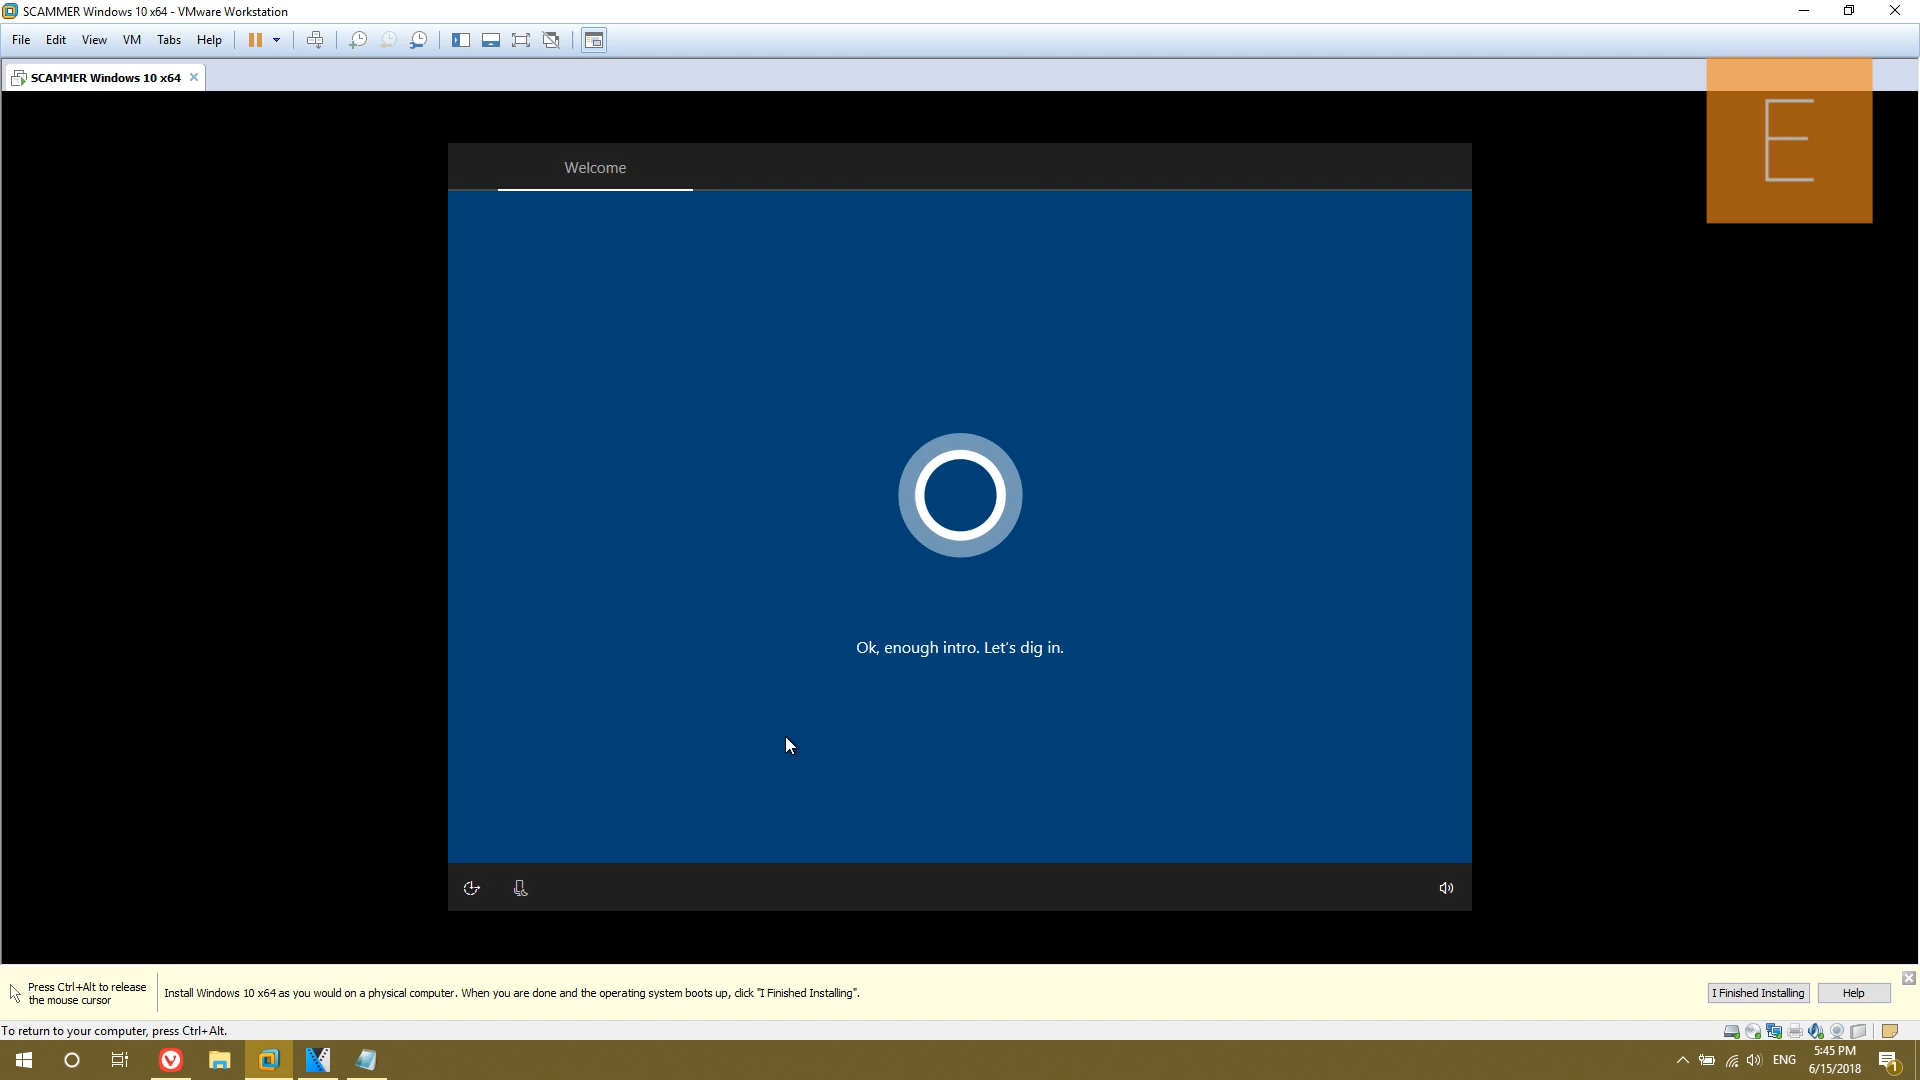 SCAMMER Windows 10 x64 - VMware Workstation
File Edit View VM Tabs Help
SCAMMER Windows 10 x64
E
Welcome
Ok, enough intro. Let's dig in.
Press Ctrl+Alt to release
the mouse cursor
Install Windows 10 x64 as you would on a physical computer. When you are done and the operating system boots up, click "I Finished Installing".
I Finished Installing
Help
To return to your computer, press Ctrl+Alt.
ENG
5:45 PM
6/15/2018
1